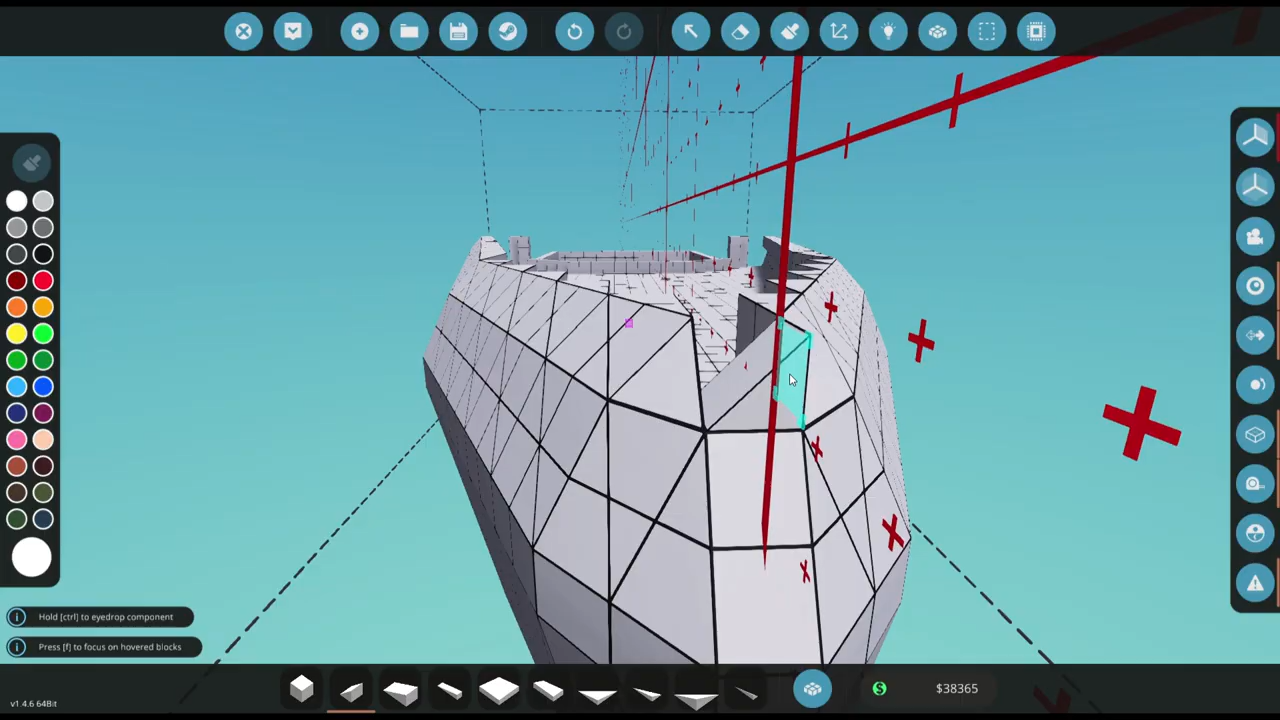 Hold [ctrl] to eyedrop component
Press [f] to focus on hovered blocks
$ $38365
v1.4.6 64Bit